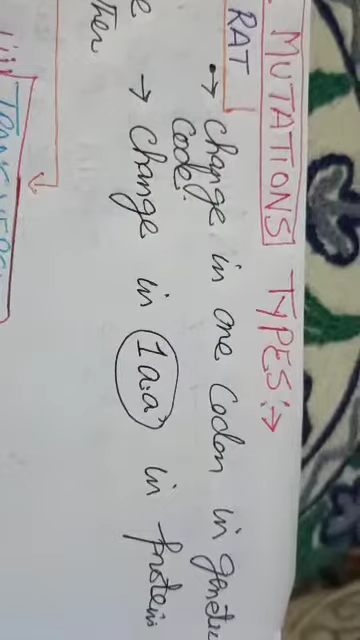 MUTATIONS TYPES:→
RAT
→ change in one codon in genetic
code.
→ change in 1 a.a in protein